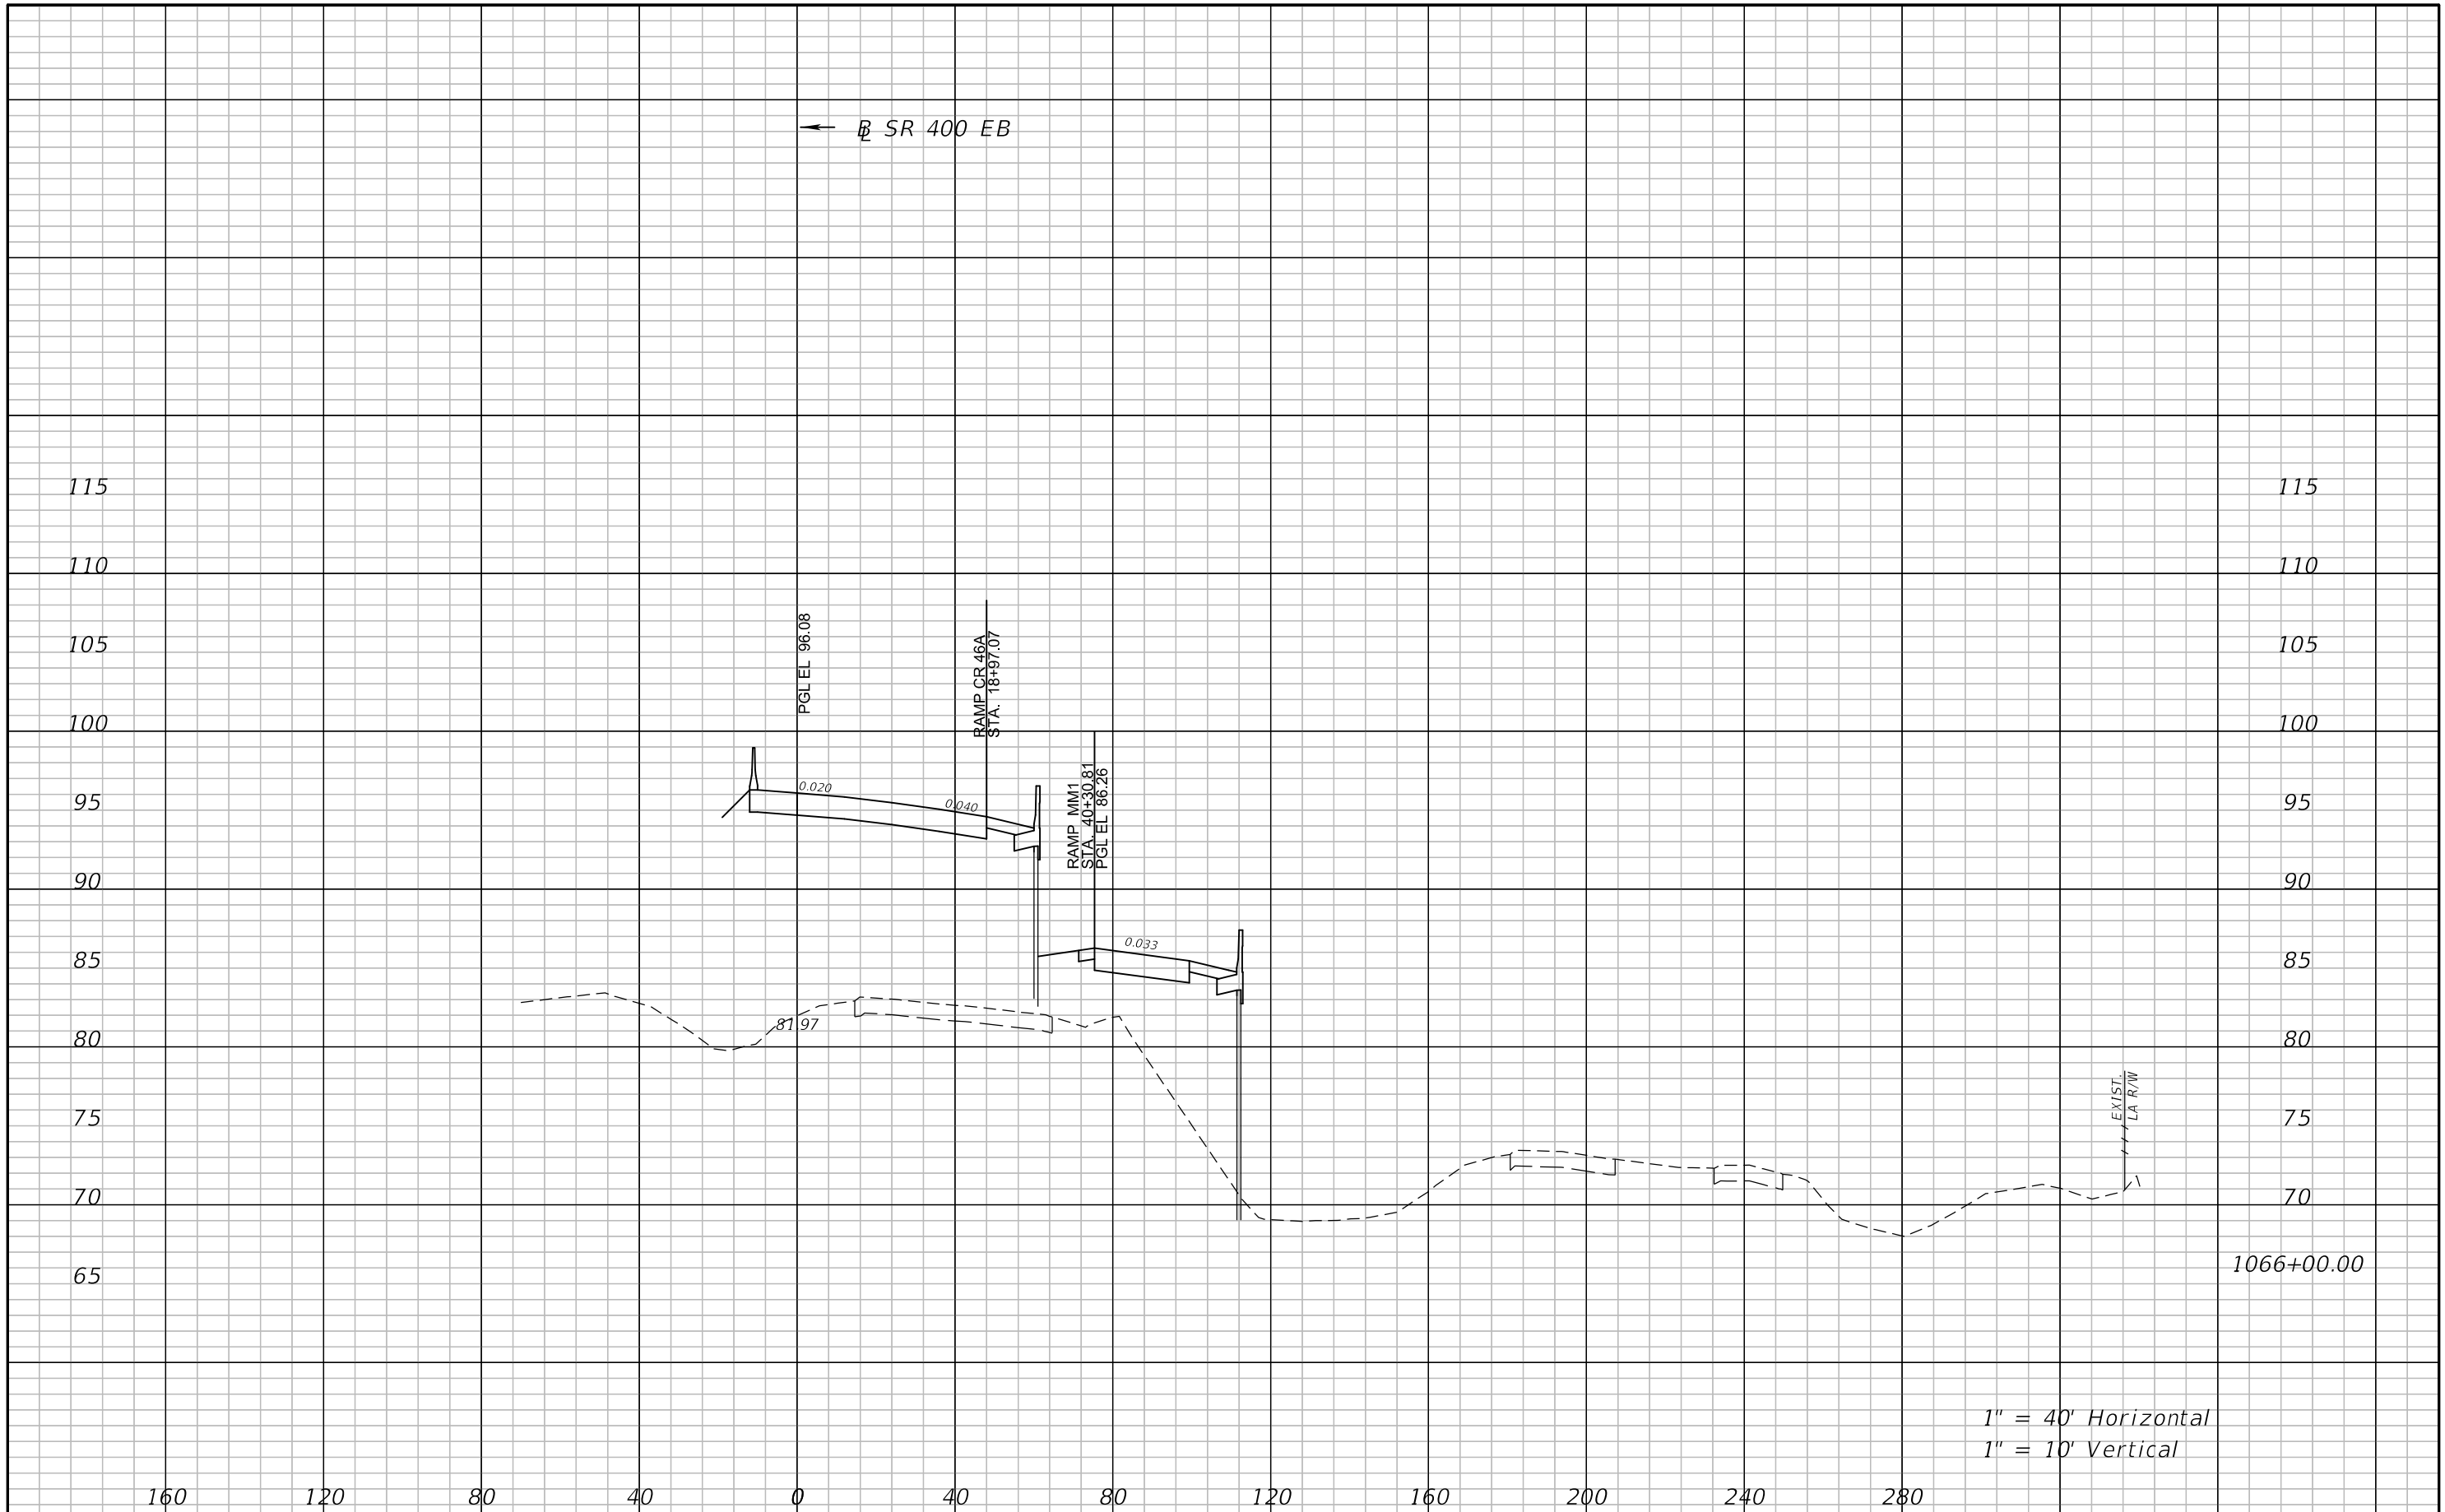 ℄ SR 400 EB
115 115
110 110
PGL EL 96.08
RAMP CR 46A
STA. 18+97.07
105 105
100 100
RAMP MM1
STA. 40+30.81
PGL EL 86.26
0.020
0.040
95 95
90 90
0.033
85 85
81.97
80 80
EXIST.
LA R/W
75 75
70 70
65
1066+00.00
1" = 40' Horizontal
1" = 10' Vertical
160 120 80 40 0 40 80 120 160 200 240 280